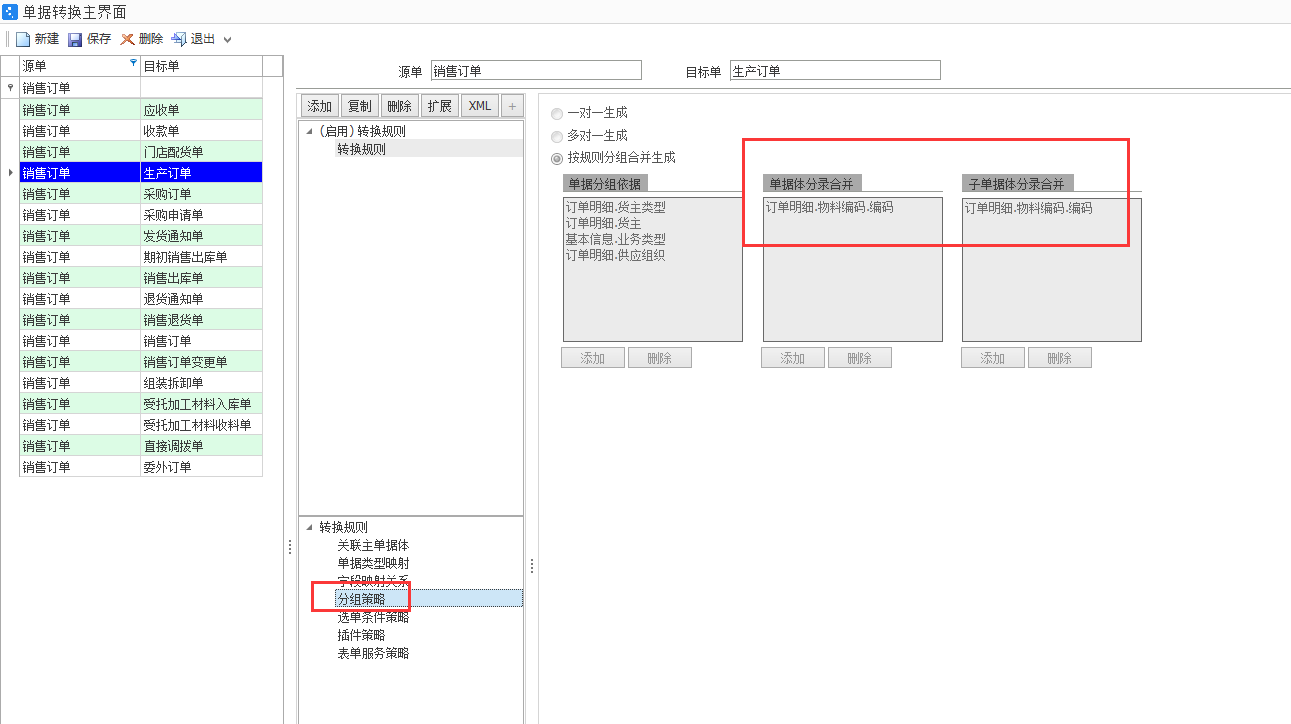 单据转换主界面
新建 保存 删除 退出
源单 目标单
销售订单
销售订单 应收单
销售订单 收款单
销售订单 门店配货单
销售订单 生产订单
销售订单 采购订单
销售订单 采购申请单
销售订单 发货通知单
销售订单 期初销售出库单
销售订单 销售出库单
销售订单 退货通知单
销售订单 销售退货单
销售订单 销售订单
销售订单 销售订单变更单
销售订单 组装拆卸单
销售订单 受托加工材料入库单
销售订单 受托加工材料收料单
销售订单 直接调拨单
销售订单 委外订单
源单 销售订单 目标单 生产订单
添加 复制 删除 扩展 XML +
(启用) 转换规则
转换规则
转换规则
关联主单据体
单据类型映射
字段映射关系
分组策略
选单条件策略
插件策略
表单服务策略
一对一生成
多对一生成
按规则分组合并生成
单据分组依据
订单明细.货主类型
订单明细.货主
基本信息.业务类型
订单明细.供应组织
添加 删除
单据体分录合并
订单明细.物料编码.编码
添加 删除
子单据体分录合并
订单明细.物料编码.编码
添加 删除